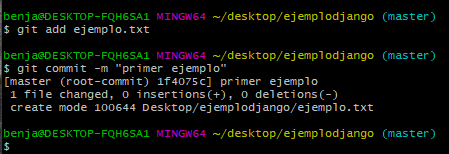 benja@DESKTOP-FQH6SA1 MINGW64 ~/desktop/ejemplodjango (master)
$ git add ejemplo.txt
benja@DESKTOP-FQH6SA1 MINGW64 ~/desktop/ejemplodjango (master)
$ git commit -m "primer ejemplo"
[master (root-commit) 1f4075c] primer ejemplo
 1 file changed, 0 insertions(+), 0 deletions(-)
 create mode 100644 Desktop/ejemplodjango/ejemplo.txt
benja@DESKTOP-FQH6SA1 MINGW64 ~/desktop/ejemplodjango (master)
$